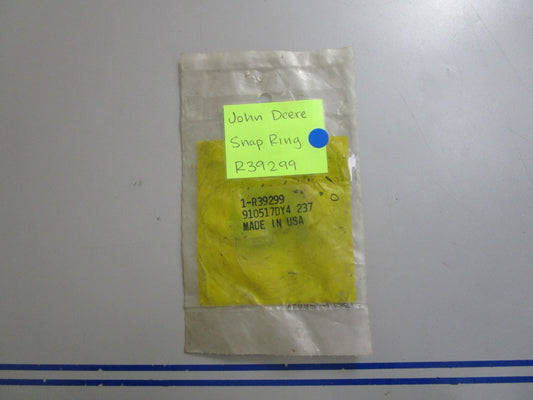 John Deere
Snap Ring
R39299
1-R39299
910517DY4 237
MADE IN USA